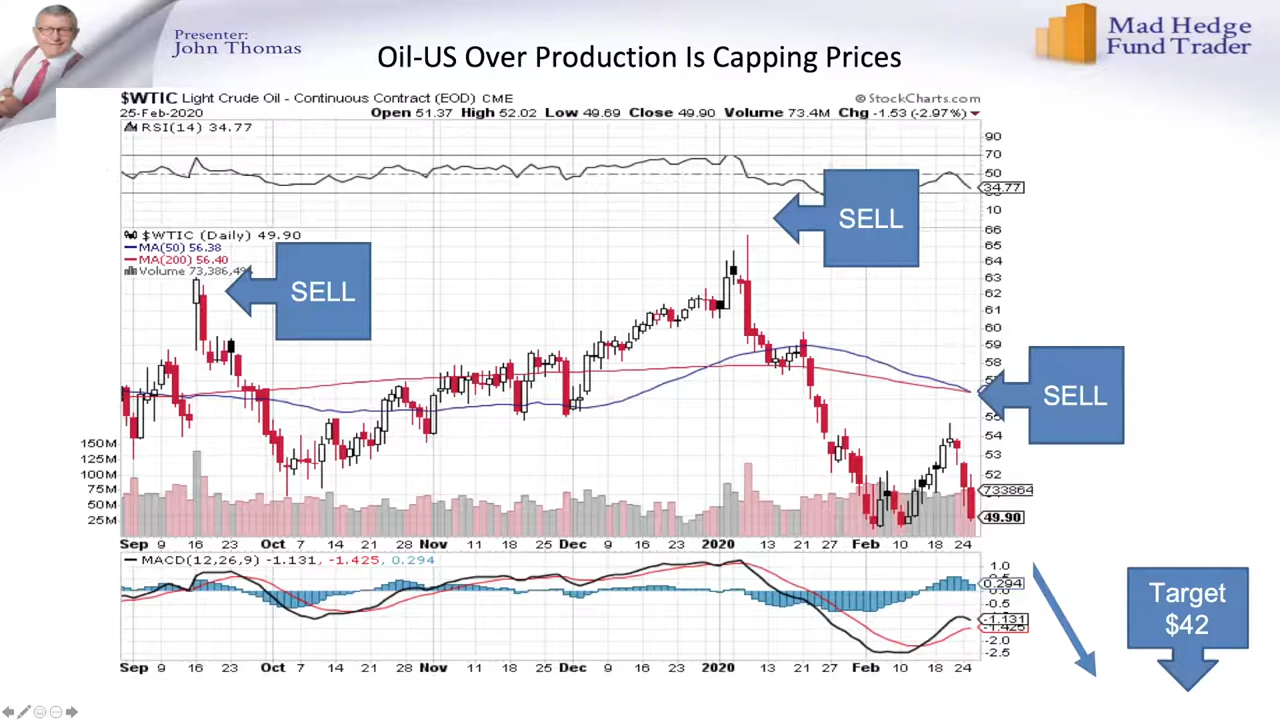 Presenter:
John Thomas
Oil-US Over Production Is Capping Prices
Mad Hedge
Fund Trader
$WTIC Light Crude Oil - Continuous Contract (EOD) CME
© StockCharts.com
25-Feb-2020
Open 51.37 High 52.02 Low 49.69 Close 49.90 Volume 73.4M Chg -1.53 (-2.97%)
RSI(14) 34.77
90
70
50
34.77
10
SELL
$WTIC (Daily) 49.90
MA(50) 56.38
MA(200) 56.40
Volume 73,386,49
SELL
66
65
64
63
62
61
60
59
58
SELL
55
54
53
52
733864
49.90
150M
125M
100M
75M
50M
25M
Sep 9 16 23 Oct 7 14 21 28 Nov 11 18 25 Dec 9 16 23 2020 13 21 27 Feb 10 18 24
MACD(12,26,9) -1.131, -1.425, 0.294
1.0
0.294
-0.5
-1.131
-1.425
-2.0
-2.5
Sep 9 16 23 Oct 7 14 21 28 Nov 11 18 25 Dec 9 16 23 2020 13 21 27 Feb 10 18 24
Target
$42